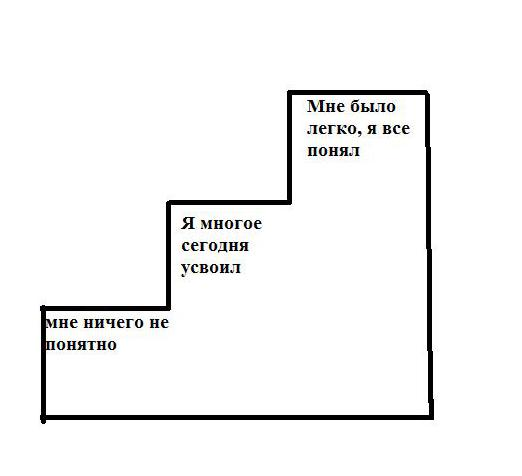 Мне было
легко, я все
понял
Я многое
сегодня
усвоил
мне ничего не
понятно